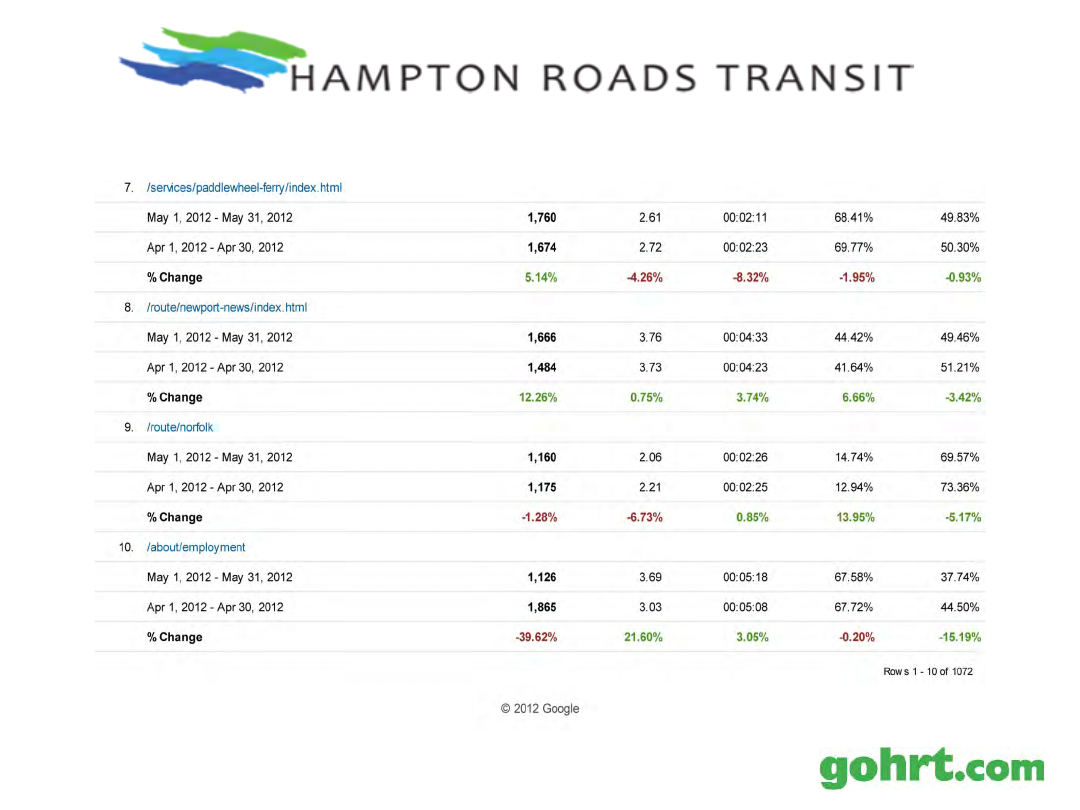 HAMPTON ROADS TRANSIT
7. /services/paddlewheel-ferry/index.html
May 1, 2012 - May 31, 2012 1,760 2.61 00:02:11 68.41% 49.83%
Apr 1, 2012 - Apr 30, 2012 1,674 2.72 00:02:23 69.77% 50.30%
% Change 5.14% -4.26% -8.32% -1.95% -0.93%
8. /route/newport-news/index.html
May 1, 2012 - May 31, 2012 1,666 3.76 00:04:33 44.42% 49.46%
Apr 1, 2012 - Apr 30, 2012 1,484 3.73 00:04:23 41.64% 51.21%
% Change 12.26% 0.75% 3.74% 6.66% -3.42%
9. /route/norfolk
May 1, 2012 - May 31, 2012 1,160 2.06 00:02:26 14.74% 69.57%
Apr 1, 2012 - Apr 30, 2012 1,175 2.21 00:02:25 12.94% 73.36%
% Change -1.28% -6.73% 0.85% 13.95% -5.17%
10. /about/employment
May 1, 2012 - May 31, 2012 1,126 3.69 00:05:18 67.58% 37.74%
Apr 1, 2012 - Apr 30, 2012 1,865 3.03 00:05:08 67.72% 44.50%
% Change -39.62% 21.60% 3.05% -0.20% -15.19%
Rows 1 - 10 of 1072
© 2012 Google
gohrt.com